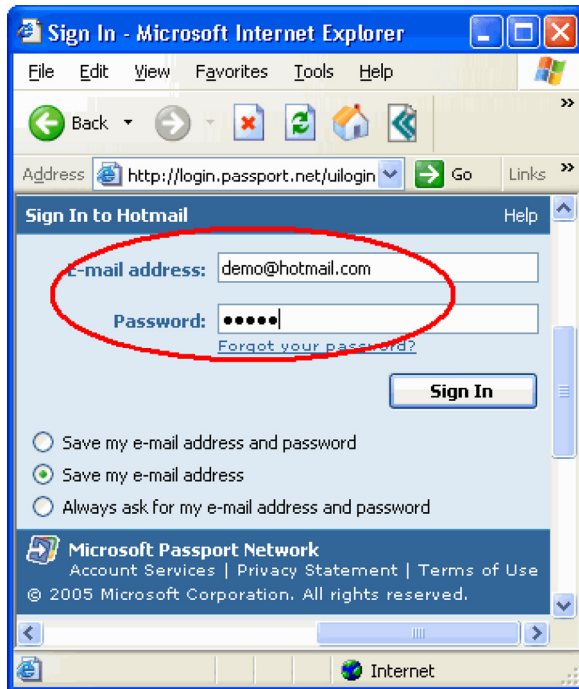 Sign In - Microsoft Internet Explorer
File Edit View Favorites Tools Help
Back
Address http://login.passport.net/uilogin Go Links
Sign In to Hotmail Help
E-mail address: demo@hotmail.com
Password: •••••
Forgot your password?
Sign In
Save my e-mail address and password
Save my e-mail address
Always ask for my e-mail address and password
Microsoft Passport Network
Account Services | Privacy Statement | Terms of Use
© 2005 Microsoft Corporation. All rights reserved.
Internet